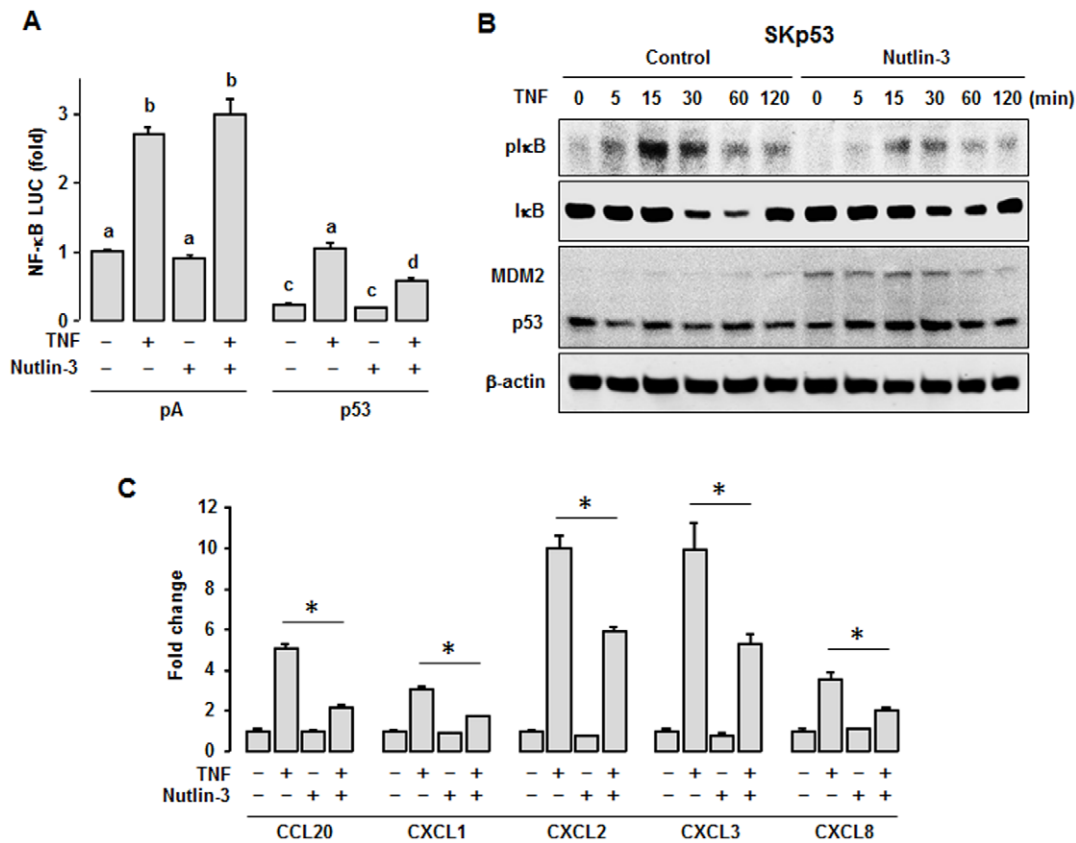 A
NF-κB LUC (fold)
3
2
1
0
a b a b c a c d
TNF − + − + − + − +
Nutlin-3 − − + + − − + +
pA p53
B
SKp53
Control Nutlin-3
TNF 0 5 15 30 60 120 0 5 15 30 60 120 (min)
pIκB
IκB
MDM2
p53
β-actin
C
Fold change
12
10
8
6
4
2
0
* * * * *
TNF − + − + − + − + − + − + − + − + − + − +
Nutlin-3 − − + + − − + + − − + + − − + + − − + +
CCL20 CXCL1 CXCL2 CXCL3 CXCL8